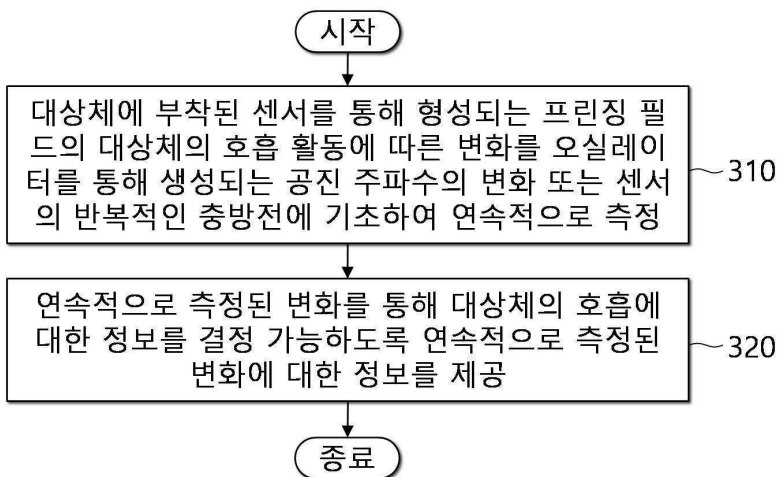 시작
대상체에 부착된 센서를 통해 형성되는 프린징 필
드의 대상체의 호흡 활동에 따른 변화를 오실레이
터를 통해 생성되는 공진 주파수의 변화 또는 센서
의 반복적인 충방전에 기초하여 연속적으로 측정
310
연속적으로 측정된 변화를 통해 대상체의 호흡에
대한 정보를 결정 가능하도록 연속적으로 측정된
변화에 대한 정보를 제공
320
종료